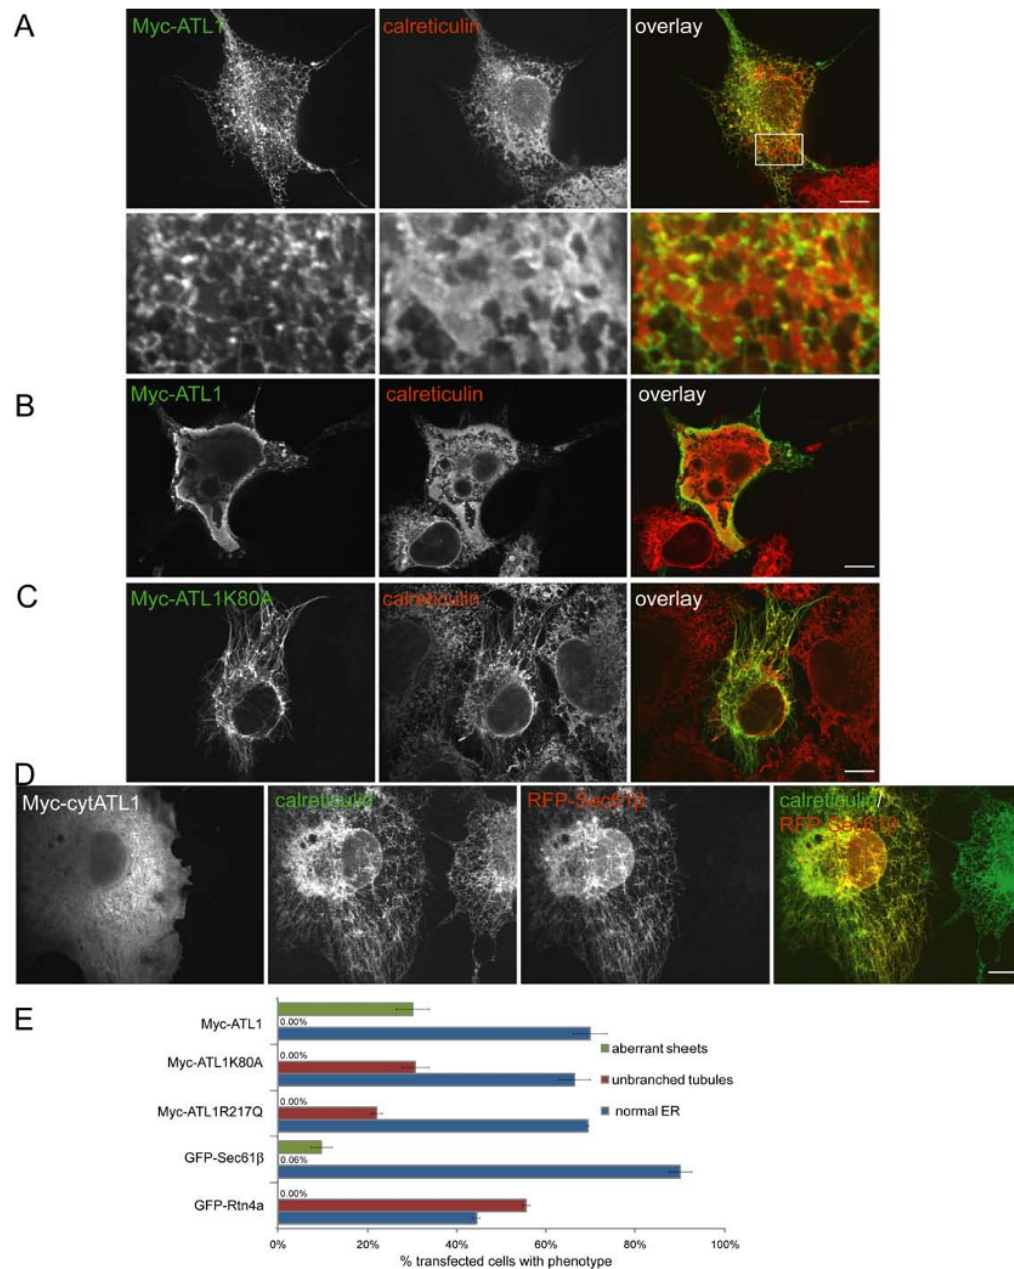 A
Myc-ATL1
calreticulin
overlay
B
Myc-ATL1
calreticulin
overlay
C
Myc-ATL1K80A
calreticulin
overlay
D
Myc-cytATL1
calreticulin
RFP-Sec61β
calreticulin/
RFP-Sec61β
E
Myc-ATL1
0.00%
Myc-ATL1K80A
0.00%
Myc-ATL1R217Q
0.00%
GFP-Sec61β
0.06%
GFP-Rtn4a
0.00%
aberrant sheets
unbranched tubules
normal ER
0%
20%
40%
60%
80%
100%
% transfected cells with phenotype